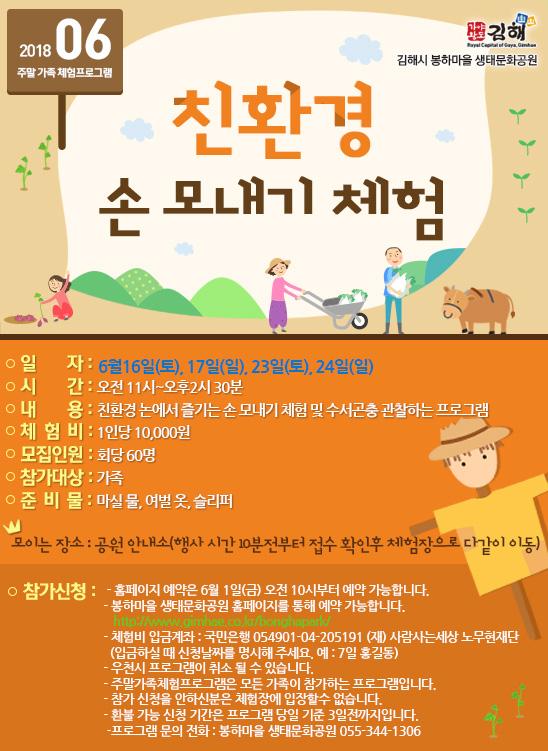 2018 06
주말 가족 체험프로그램
가야왕도 김해
Royal Capital of Gaya, Gimhae
김해시 봉하마을 생태문화공원
친환경
손 모내기 체험
일 자 : 6월16일(토), 17일(일), 23일(토), 24일(일)
시 간 : 오전 11시~오후2시 30분
내 용 : 친환경 논에서 즐기는 손 모내기 체험 및 수서곤충 관찰하는 프로그램
체 험 비 : 1인당 10,000원
모집인원 : 회당 60명
참가대상 : 가족
준 비 물 : 마실 물, 여벌 옷, 슬리퍼
모이는 장소 : 공원 안내소(행사 시간 10분전부터 접수 확인후 체험장으로 다같이 이동)
참가신청 : - 홈페이지 예약은 6월 1일(금) 오전 10시부터 예약 가능합니다.
- 봉하마을 생태문화공원 홈페이지를 통해 예약 가능합니다.
http://www.gimhae.co.kr/bonghapark/
- 체험비 입금계좌 : 국민은행 054901-04-205191 (재) 사람사는세상 노무현재단
(입금하실 때 신청날짜를 명시해 주세요, 예 : 7일 홍길동)
- 우천시 프로그램이 취소 될 수 있습니다.
- 주말가족체험프로그램은 모든 가족이 참가하는 프로그램입니다.
- 참가 신청을 안하신분은 체험장에 입장할수 없습니다.
- 환불 가능 신청 기간은 프로그램 당일 기준 3일전까지입니다.
-프로그램 문의 전화 : 봉하마을 생태문화공원 055-344-1306